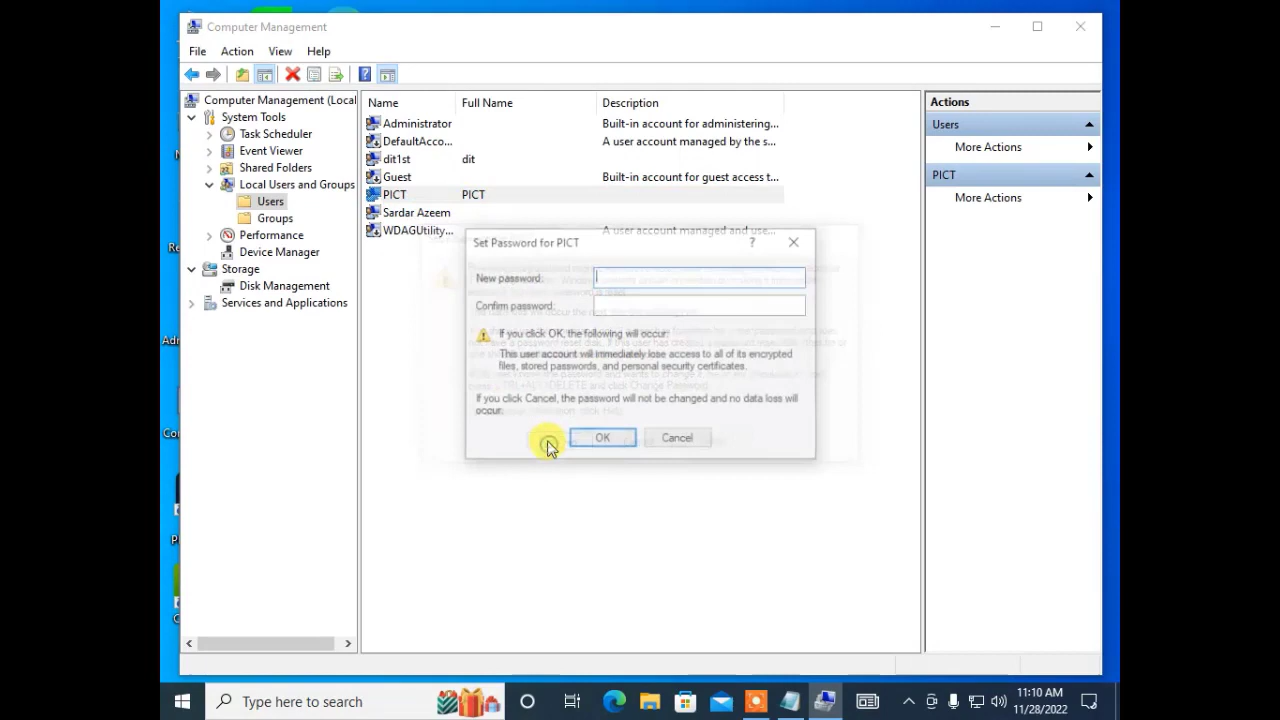 Computer Management
File Action View Help
Computer Management (Local
System Tools
Task Scheduler
Event Viewer
Shared Folders
Local Users and Groups
Users
Groups
Performance
Device Manager
Storage
Disk Management
Services and Applications
Name Full Name Description
Administrator Built-in account for administering...
DefaultAcco... A user account managed by the s...
dit1st dit
Guest Built-in account for guest access t...
PICT PICT
Sardar Azeem
WDAGUtility... A user account managed and use...
Set Password for PICT
New password:
Confirm password:
If you click OK, the following will occur:
This user account will immediately lose access to all of its encrypted
files, stored passwords, and personal security certificates.
If you click Cancel, the password will not be changed and no data loss will
occur.
OK Cancel
Actions
Users
More Actions
PICT
More Actions
Type here to search
11:10 AM
11/28/2022